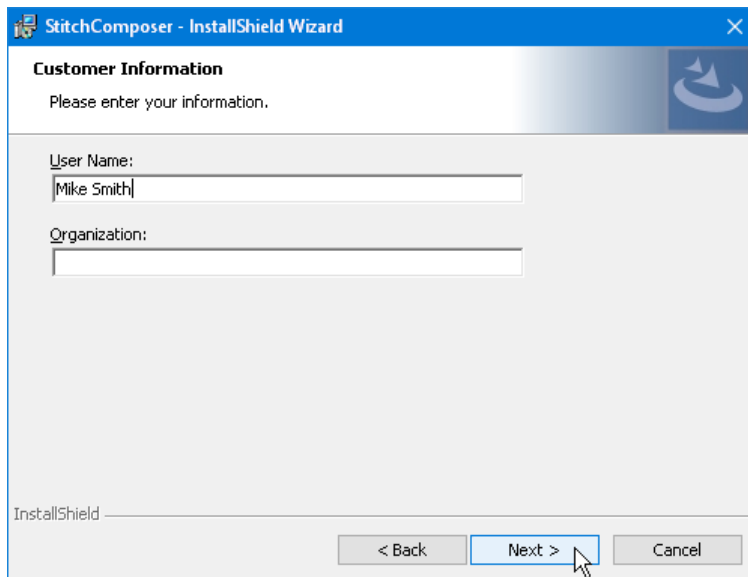 StitchComposer - InstallShield Wizard
Customer Information
Please enter your information.
User Name:
Mike Smith
Organization:
InstallShield
< Back Next > Cancel